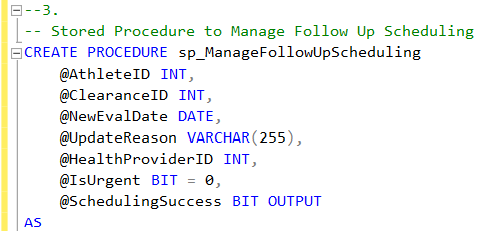 --3.
-- Stored Procedure to Manage Follow Up Scheduling
CREATE PROCEDURE sp_ManageFollowUpScheduling
    @AthleteID INT,
    @ClearanceID INT,
    @NewEvalDate DATE,
    @UpdateReason VARCHAR(255),
    @HealthProviderID INT,
    @IsUrgent BIT = 0,
    @SchedulingSuccess BIT OUTPUT
AS